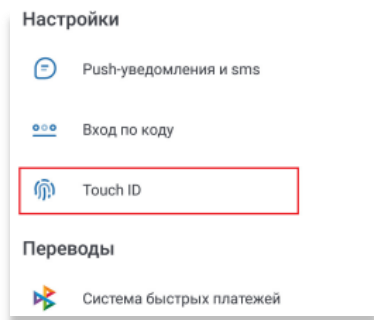 Настройки
Push-уведомления и sms
Вход по коду
Touch ID
Переводы
Система быстрых платежей